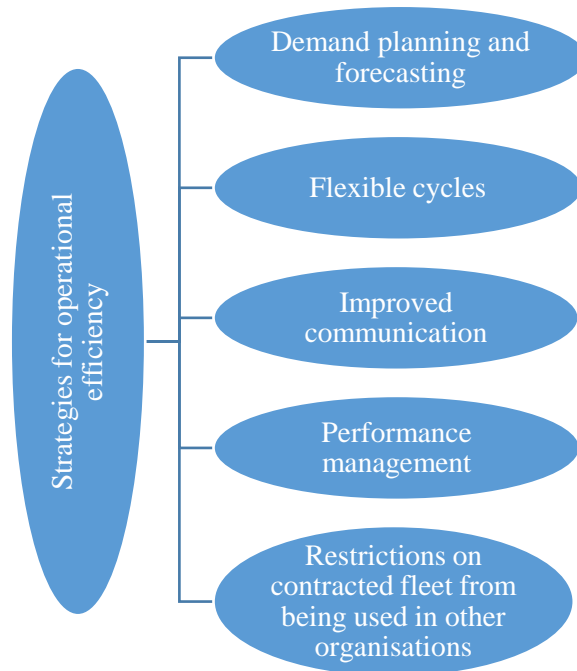 Strategies for operational
efficiency
Demand planning and
forecasting
Flexible cycles
Improved
communication
Performance
management
Restrictions on
contracted fleet from
being used in other
organisations